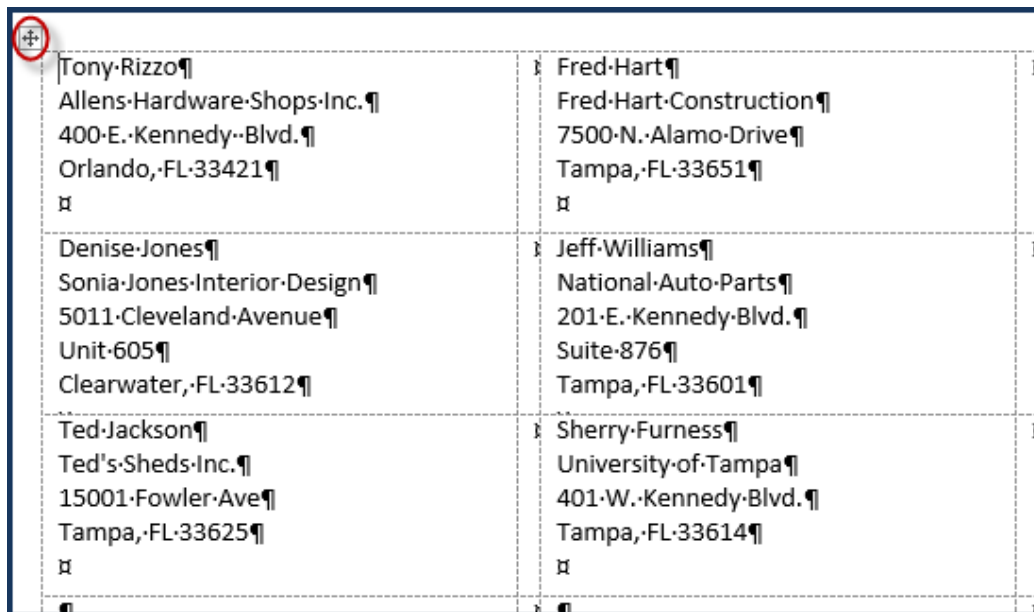 Tony·Rizzo¶
Allens·Hardware·Shops·Inc.¶
400·E.·Kennedy··Blvd.¶
Orlando,·FL·33421¶
¤
Fred·Hart¶
Fred·Hart·Construction¶
7500·N.·Alamo·Drive¶
Tampa,·FL·33651¶
¤
Denise·Jones¶
Sonia·Jones·Interior·Design¶
5011·Cleveland·Avenue¶
Unit·605¶
Clearwater,·FL·33612¶
Jeff·Williams¶
National·Auto·Parts¶
201·E.·Kennedy·Blvd.¶
Suite·876¶
Tampa,·FL·33601¶
Ted·Jackson¶
Ted's·Sheds·Inc.¶
15001·Fowler·Ave¶
Tampa,·FL·33625¶
¤
Sherry·Furness¶
University·of·Tampa¶
401·W.·Kennedy·Blvd.¶
Tampa,·FL·33614¶
¤